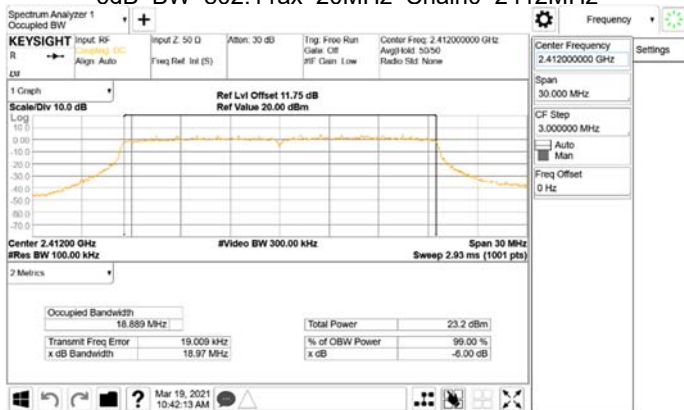 6dB BW 802.11ax 20MHz Chain0 2412MHz
Spectrum Analyzer 1
Occupied BW
+
Frequency
KEYSIGHT
R
LXI
Input: RF
Coupling: DC
Align: Auto
Input Z: 50 Ω
Freq Ref: Int (S)
Atten: 30 dB
Trig: Free Run
Gate: Off
#IF Gain: Low
Center Freq: 2.412000000 GHz
Avg|Hold: 50/50
Radio Std: None
Center Frequency
2.412000000 GHz
Settings
Span
30.000 MHz
CF Step
3.000000 MHz
Auto
Man
Freq Offset
0 Hz
1 Graph
Scale/Div 10.0 dB
Ref Lvl Offset 11.75 dB
Ref Value 20.00 dBm
Log
10.0
0.00
-10.0
-20.0
-30.0
-40.0
-50.0
-60.0
-70.0
Center 2.41200 GHz
#Res BW 100.00 kHz
#Video BW 300.00 kHz
Span 30 MHz
Sweep 2.93 ms (1001 pts)
2 Metrics
Occupied Bandwidth
18.889 MHz
Total Power 23.2 dBm
Transmit Freq Error 19.009 kHz
% of OBW Power 99.00 %
x dB Bandwidth 18.97 MHz
x dB -6.00 dB
?
Mar 19, 2021
10:42:13 AM